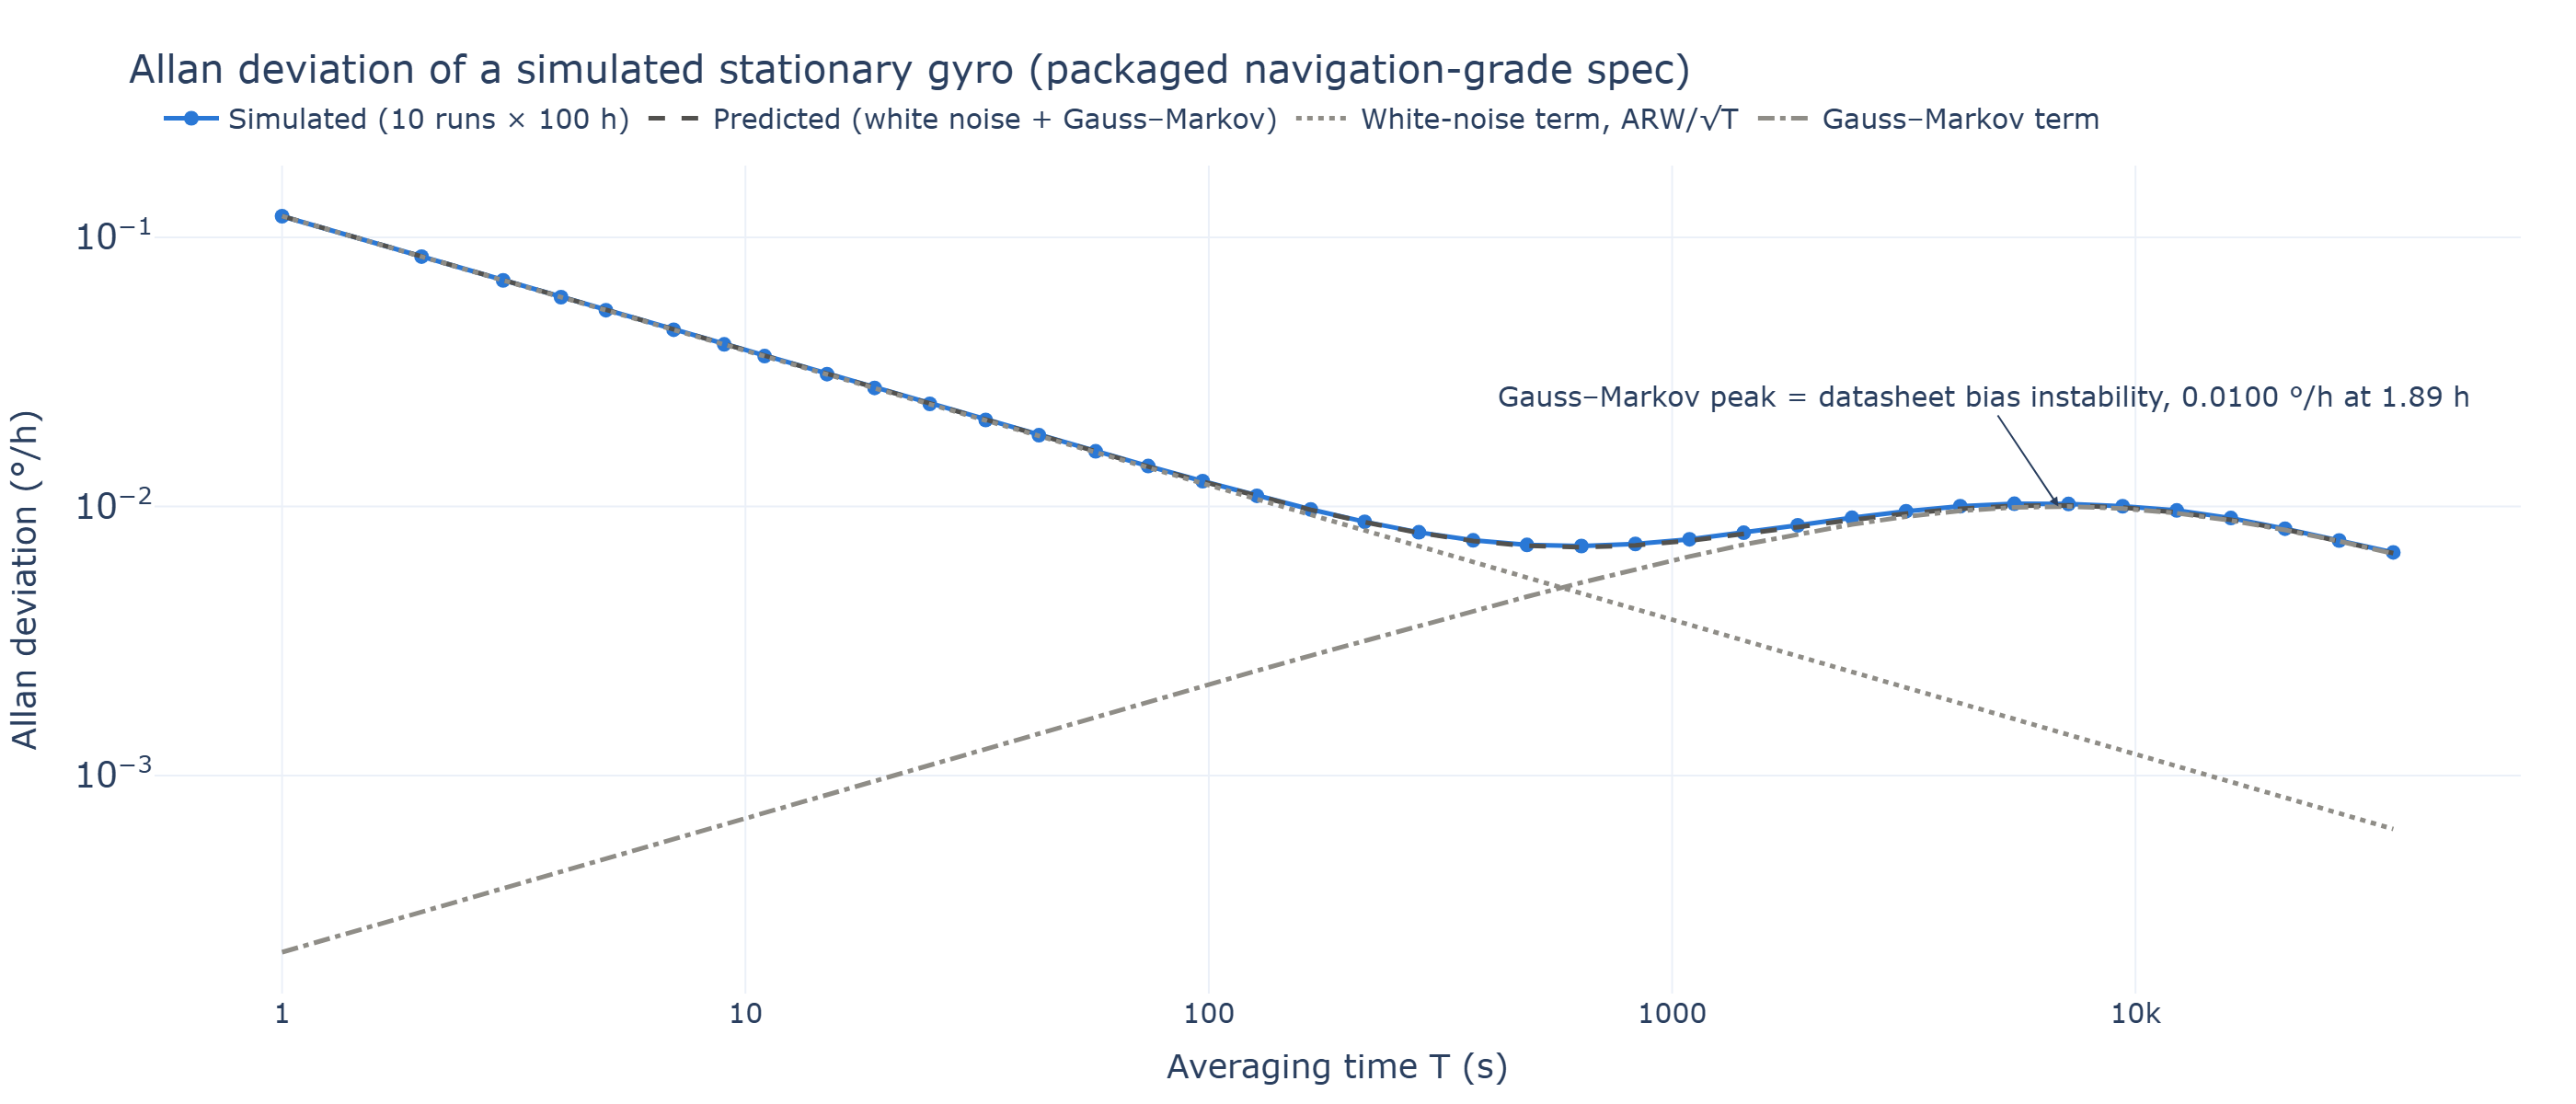 Allan deviation of a simulated stationary gyro (packaged navigation-grade spec)
Simulated (10 runs × 100 h) Predicted (white noise + Gauss–Markov) White-noise term, ARW/√T Gauss–Markov term
10⁻¹
Gauss–Markov peak = datasheet bias instability, 0.0100 °/h at 1.89 h
10⁻²
10⁻³
Allan deviation (°/h)
1 10 100 1000 10k
Averaging time T (s)